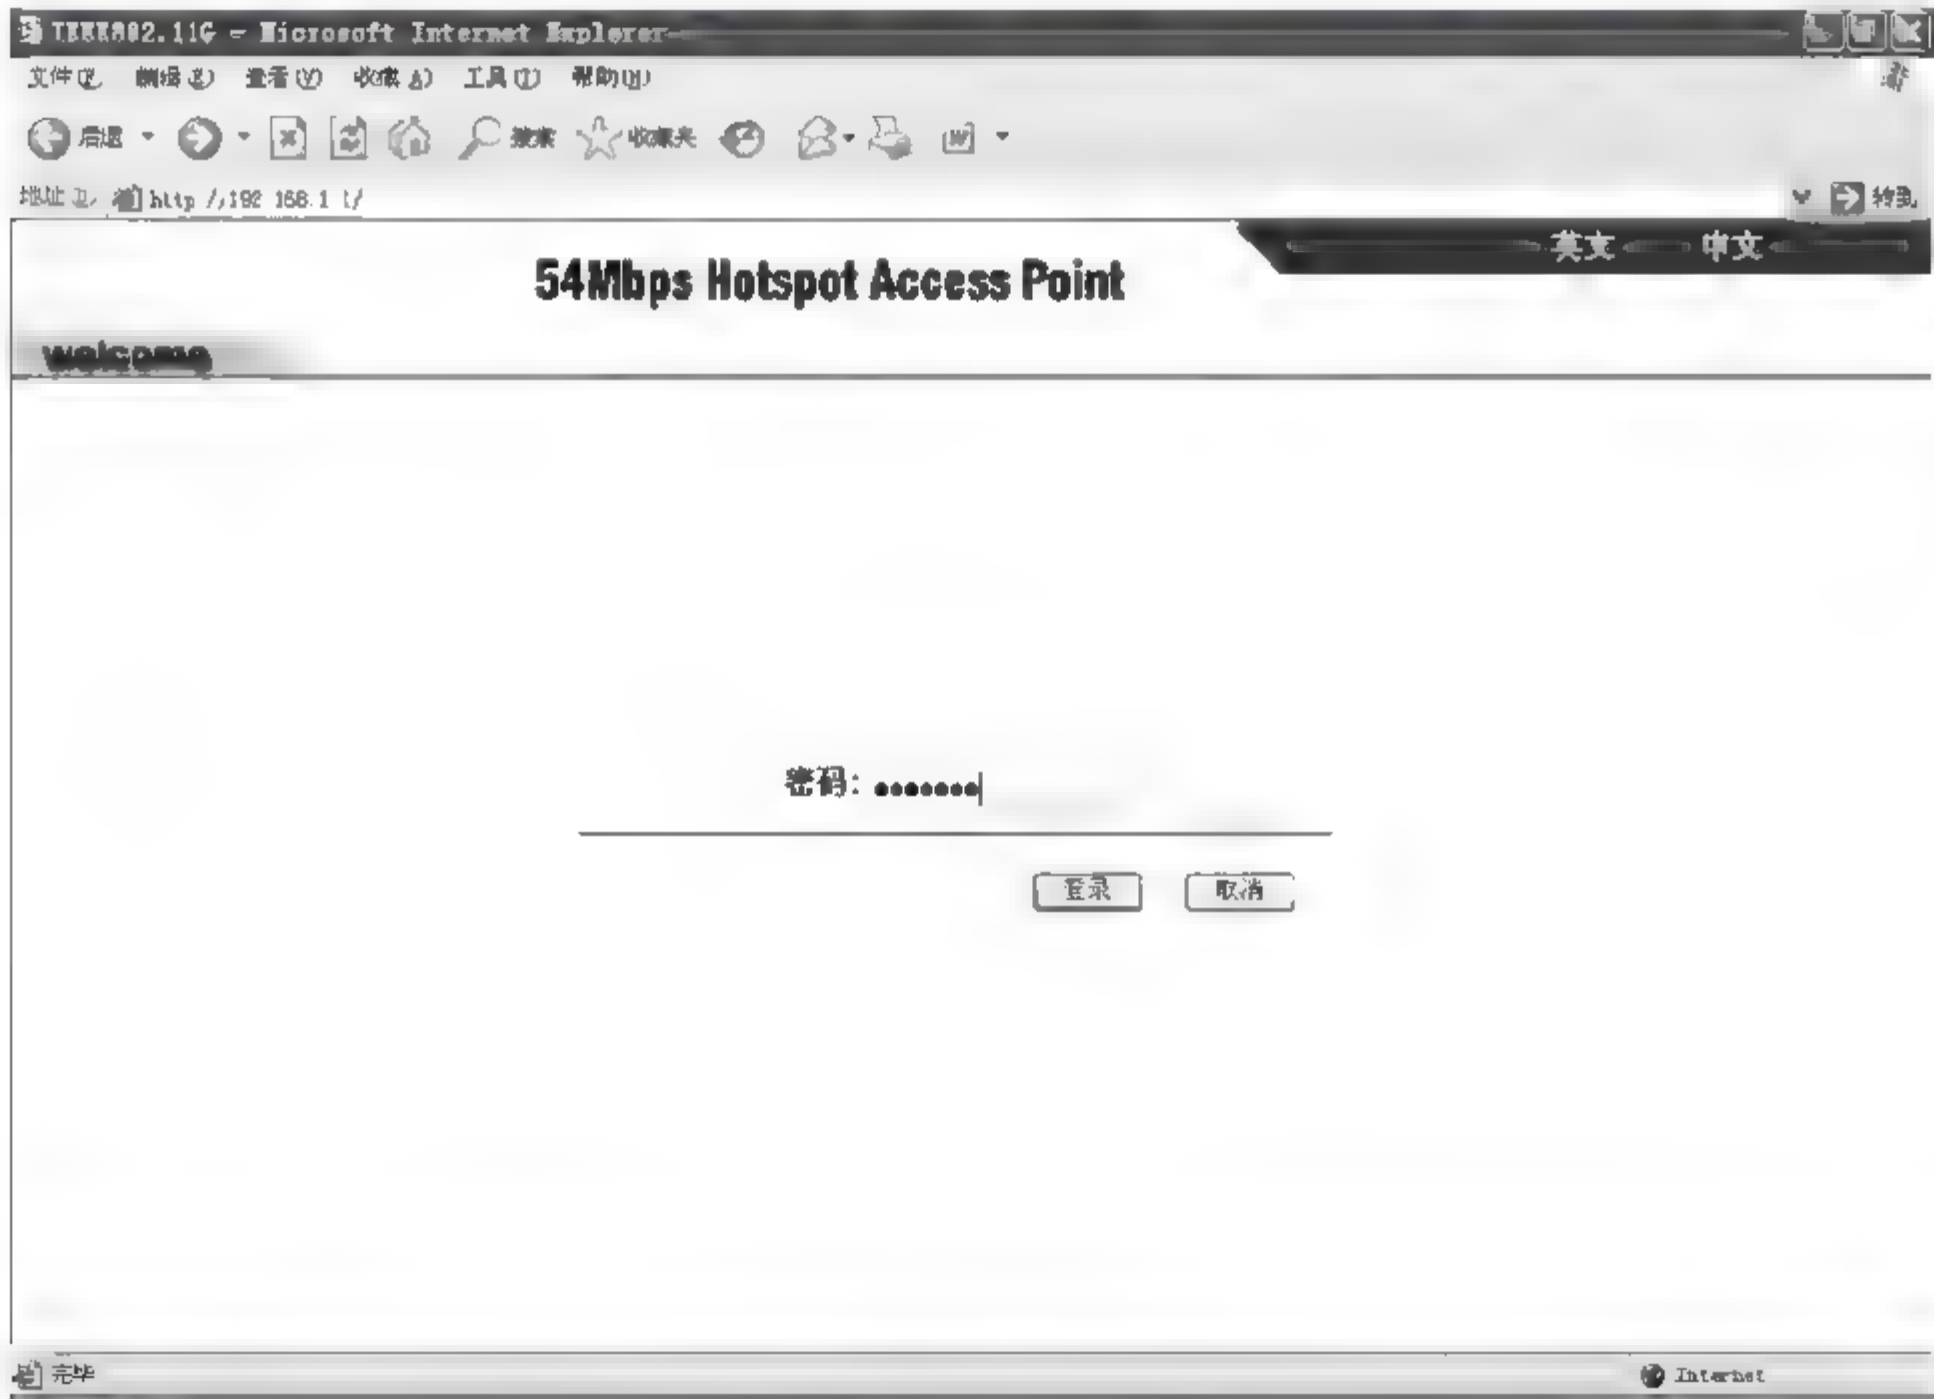 IEEE802.11G - Microsoft Internet Explorer
文件(F) 编辑(E) 查看(V) 收藏(A) 工具(T) 帮助(H)
后退 搜索 收藏夹
地址(D) http://192.168.1.1/ 转到
英文 中文
54Mbps Hotspot Access Point
welcome
密码: •••••••
登录 取消
完毕 Internet